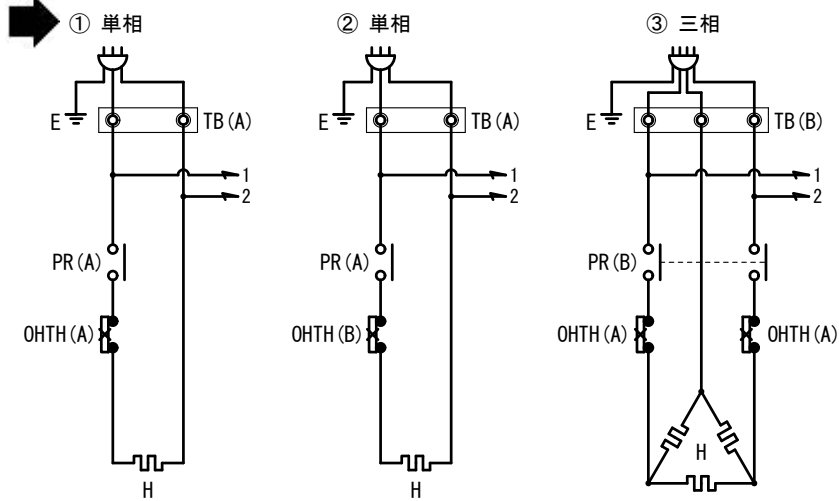 ① 単相
② 単相
③ 三相
E
TB(A)
E
TB(A)
E
TB(B)
1
2
1
2
1
2
PR(A)
PR(A)
PR(B)
OHTH(A)
OHTH(B)
OHTH(A)
OHTH(A)
H
H
H